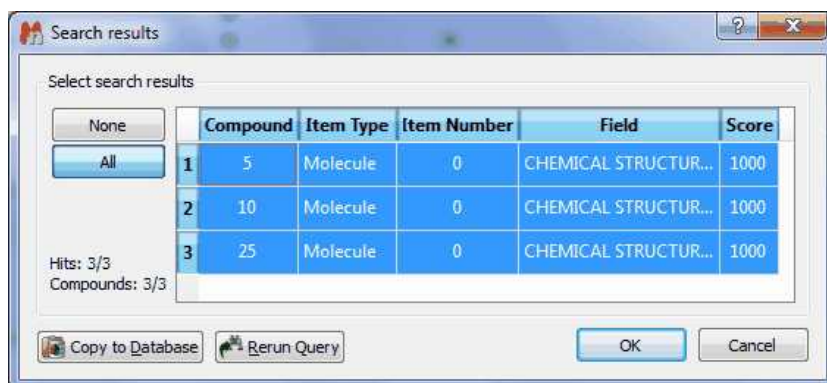 Search results
Select search results
None
All
Compound Item Type Item Number Field Score
1 5 Molecule 0 CHEMICAL STRUCTUR... 1000
2 10 Molecule 0 CHEMICAL STRUCTUR... 1000
3 25 Molecule 0 CHEMICAL STRUCTUR... 1000
Hits: 3/3
Compounds: 3/3
Copy to Database Rerun Query OK Cancel